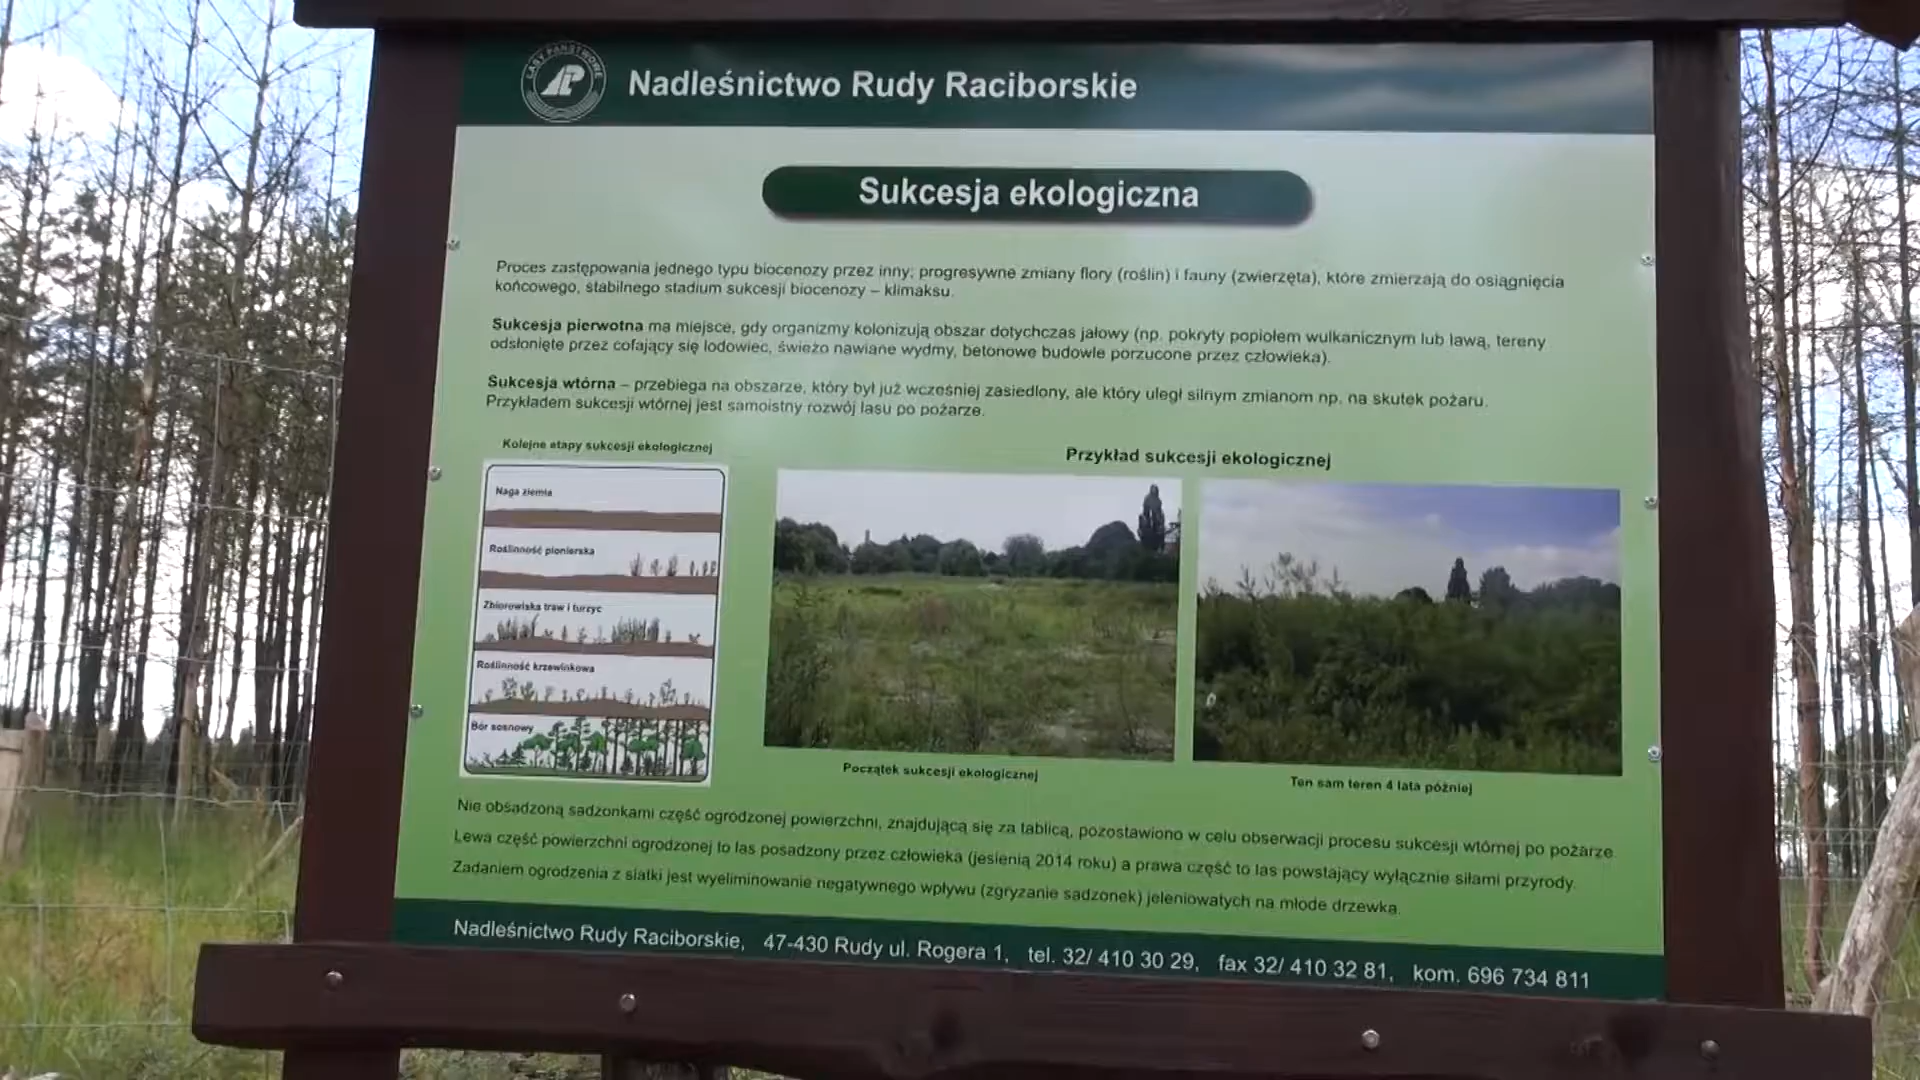 LASY PAŃSTWOWE
Nadleśnictwo Rudy Raciborskie
Sukcesja ekologiczna
Proces zastępowania jednego typu biocenozy przez inny; progresywne zmiany flory (roślin) i fauny (zwierzęta), które zmierzają do osiągnięcia
końcowego, stabilnego stadium sukcesji biocenozy – klimaksu.
Sukcesja pierwotna ma miejsce, gdy organizmy kolonizują obszar dotychczas jałowy (np. pokryty popiołem wulkanicznym lub lawą, tereny
odsłonięte przez cofający się lodowiec, świeżo nawiane wydmy, betonowe budowle porzucone przez człowieka).
Sukcesja wtórna – przebiega na obszarze, który był już wcześniej zasiedlony, ale który uległ silnym zmianom np. na skutek pożaru.
Przykładem sukcesji wtórnej jest samoistny rozwój lasu po pożarze.
Kolejne etapy sukcesji ekologicznej
Naga ziemia
Roślinność pionierska
Zbiorowiska traw i turzyc
Roślinność krzewinkowa
Bór sosnowy
Przykład sukcesji ekologicznej
Początek sukcesji ekologicznej
Ten sam teren 4 lata później
Nie obsadzoną sadzonkami część ogrodzonej powierzchni, znajdującą się za tablicą, pozostawiono w celu obserwacji procesu sukcesji wtórnej po pożarze.
Lewa część powierzchni ogrodzonej to las posadzony przez człowieka (jesienią 2014 roku) a prawa część to las powstający wyłącznie siłami przyrody.
Zadaniem ogrodzenia z siatki jest wyeliminowanie negatywnego wpływu (zgryzanie sadzonek) jeleniowatych na młode drzewka.
Nadleśnictwo Rudy Raciborskie, 47-430 Rudy ul. Rogera 1, tel. 32/ 410 30 29, fax 32/ 410 32 81, kom. 696 734 811